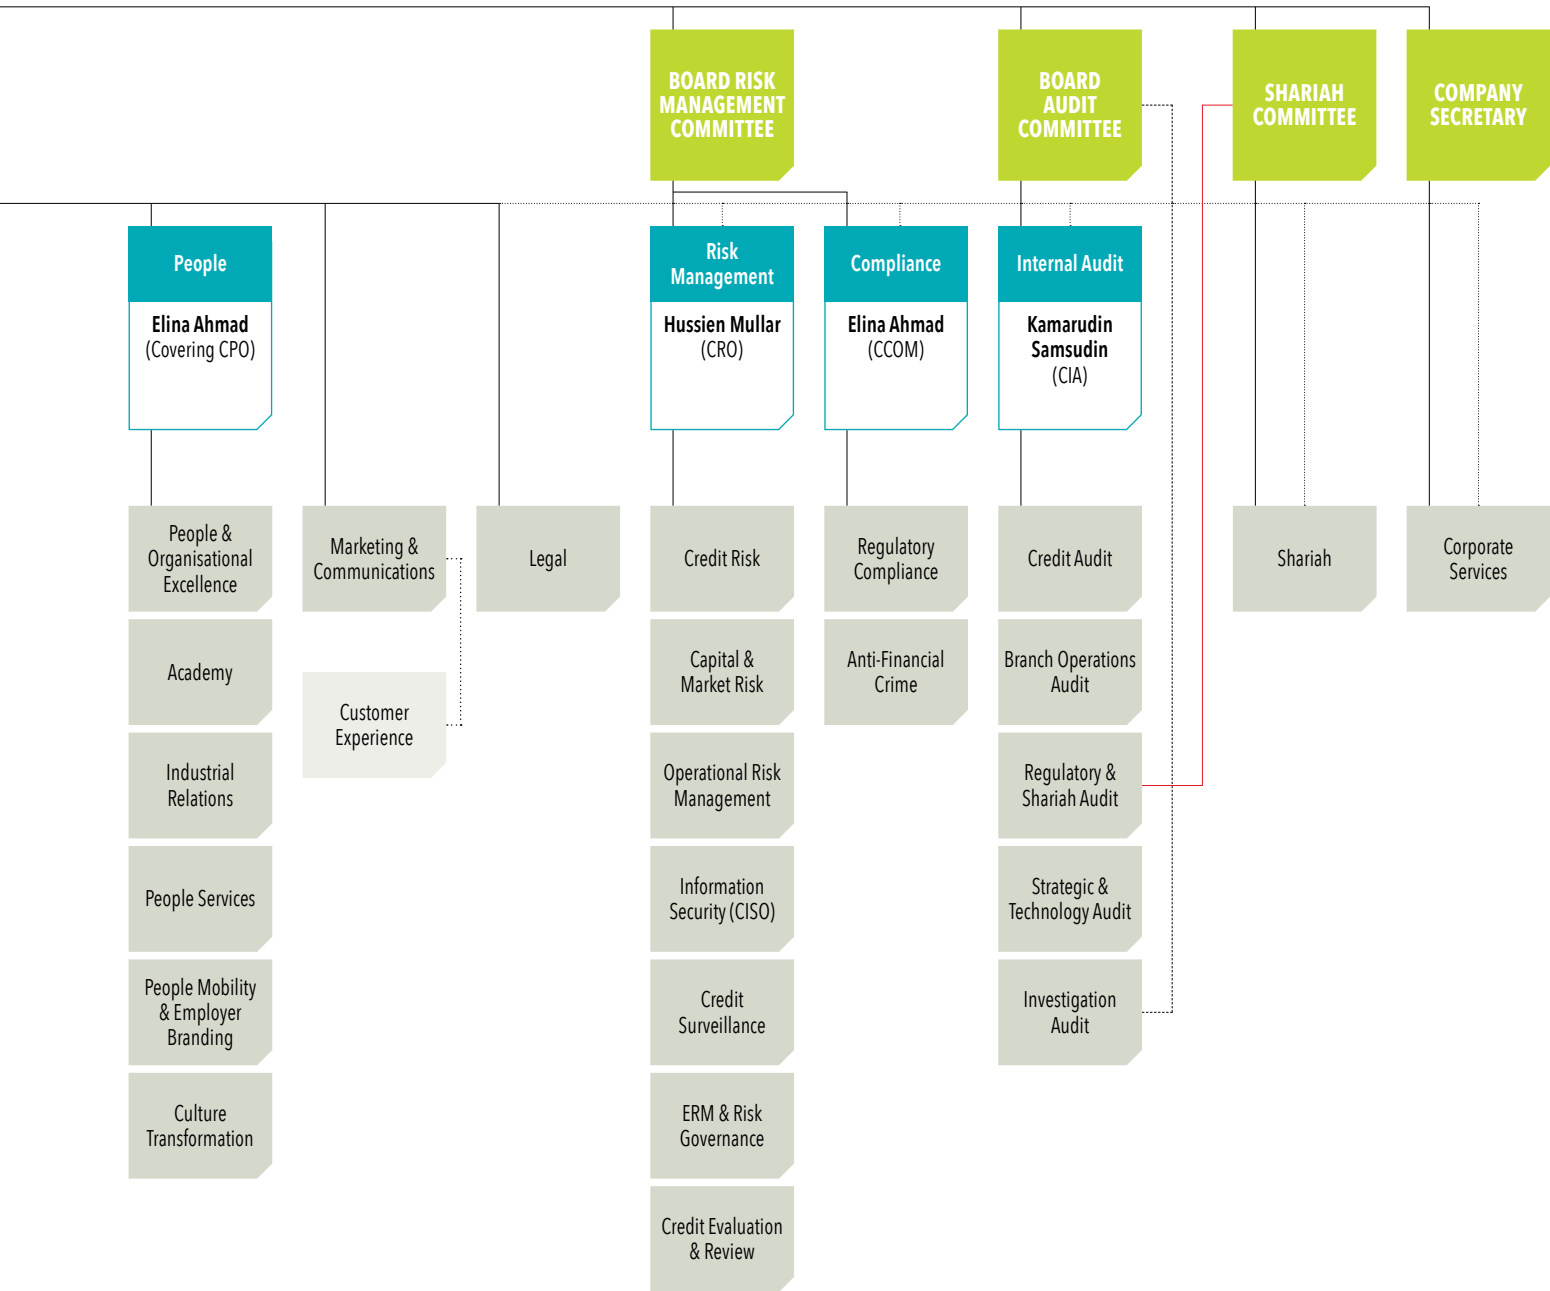 BOARD RISK
MANAGEMENT
COMMITTEE
BOARD
AUDIT
COMMITTEE
SHARIAH
COMMITTEE
COMPANY
SECRETARY
People
Elina Ahmad
(Covering CPO)
Risk
Management
Hussien Mullar
(CRO)
Compliance
Elina Ahmad
(CCOM)
Internal Audit
Kamarudin
Samsudin
(CIA)
People &
Organisational
Excellence
Academy
Industrial
Relations
People Services
People Mobility
& Employer
Branding
Culture
Transformation
Marketing &
Communications
Customer
Experience
Legal
Credit Risk
Capital &
Market Risk
Operational Risk
Management
Information
Security (CISO)
Credit
Surveillance
ERM & Risk
Governance
Credit Evaluation
& Review
Regulatory
Compliance
Anti-Financial
Crime
Credit Audit
Branch Operations
Audit
Regulatory &
Shariah Audit
Strategic &
Technology Audit
Investigation
Audit
Shariah
Corporate
Services